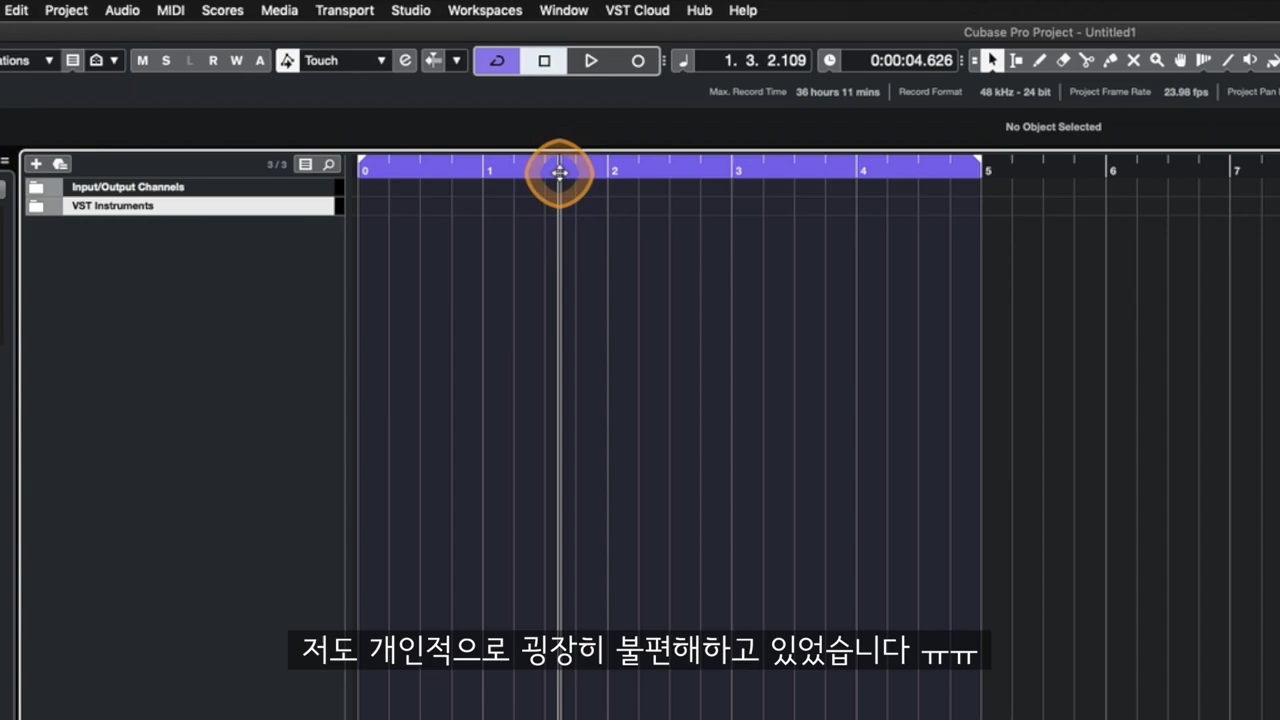 Edit Project Audio MIDI Scores Media Transport Studio Workspaces Window VST Cloud Hub Help
Cubase Pro Project - Untitled1
ations M S L R W A Touch 1. 3. 2.109 0:00:04.626
Max. Record Time 36 hours 11 mins Record Format 48 kHz - 24 bit Project Frame Rate 23.98 fps Project Pan
No Object Selected
3/3
0 1 2 3 4 5 6 7
Input/Output Channels
VST Instruments
저도 개인적으로 굉장히 불편해하고 있었습니다 ㅠㅠ